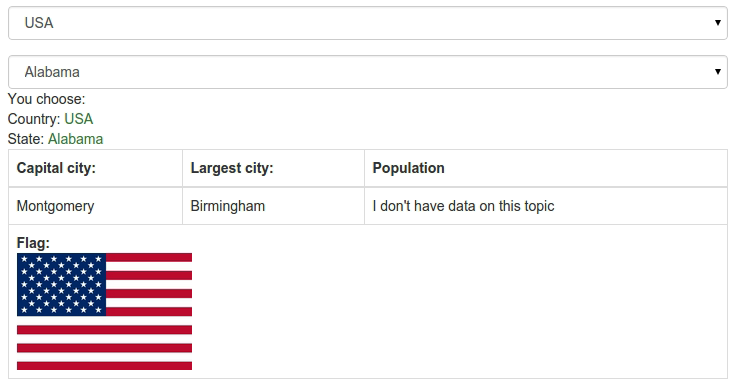 USA
Alabama
You choose:
Country: USA
State: Alabama
Capital city: Largest city: Population
Montgomery Birmingham I don't have data on this topic
Flag: